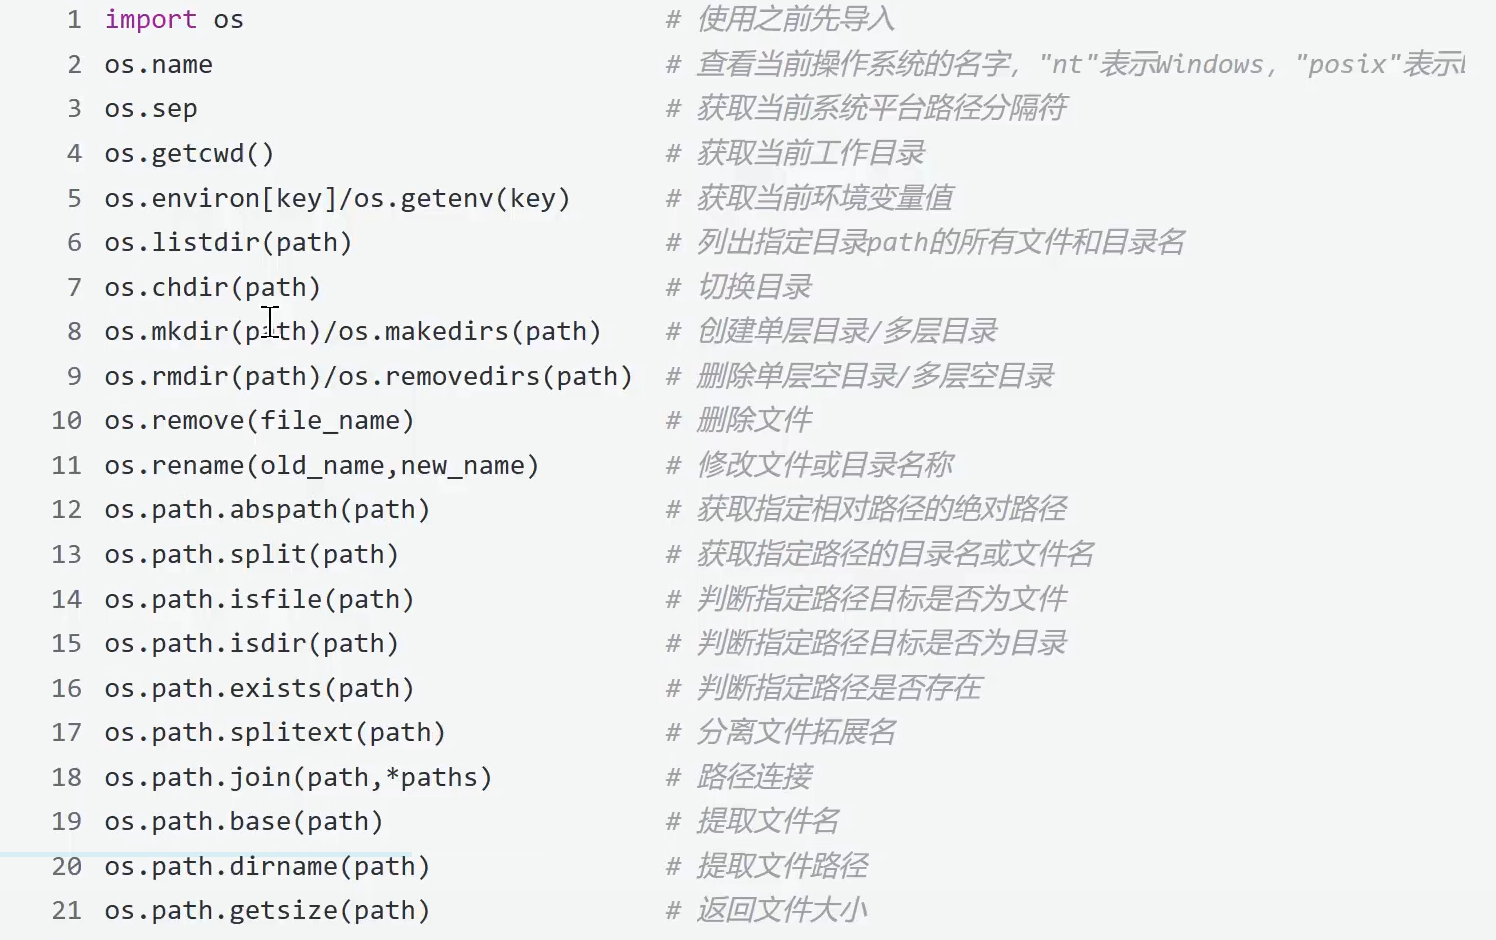 1 import os # 使用之前先导入
2 os.name # 查看当前操作系统的名字，"nt"表示Windows，"posix"表示
3 os.sep # 获取当前系统平台路径分隔符
4 os.getcwd() # 获取当前工作目录
5 os.environ[key]/os.getenv(key) # 获取当前环境变量值
6 os.listdir(path) # 列出指定目录path的所有文件和目录名
7 os.chdir(path) # 切换目录
8 os.mkdir(path)/os.makedirs(path) # 创建单层目录/多层目录
9 os.rmdir(path)/os.removedirs(path) # 删除单层空目录/多层空目录
10 os.remove(file_name) # 删除文件
11 os.rename(old_name,new_name) # 修改文件或目录名称
12 os.path.abspath(path) # 获取指定相对路径的绝对路径
13 os.path.split(path) # 获取指定路径的目录名或文件名
14 os.path.isfile(path) # 判断指定路径目标是否为文件
15 os.path.isdir(path) # 判断指定路径目标是否为目录
16 os.path.exists(path) # 判断指定路径是否存在
17 os.path.splitext(path) # 分离文件拓展名
18 os.path.join(path,*paths) # 路径连接
19 os.path.base(path) # 提取文件名
20 os.path.dirname(path) # 提取文件路径
21 os.path.getsize(path) # 返回文件大小